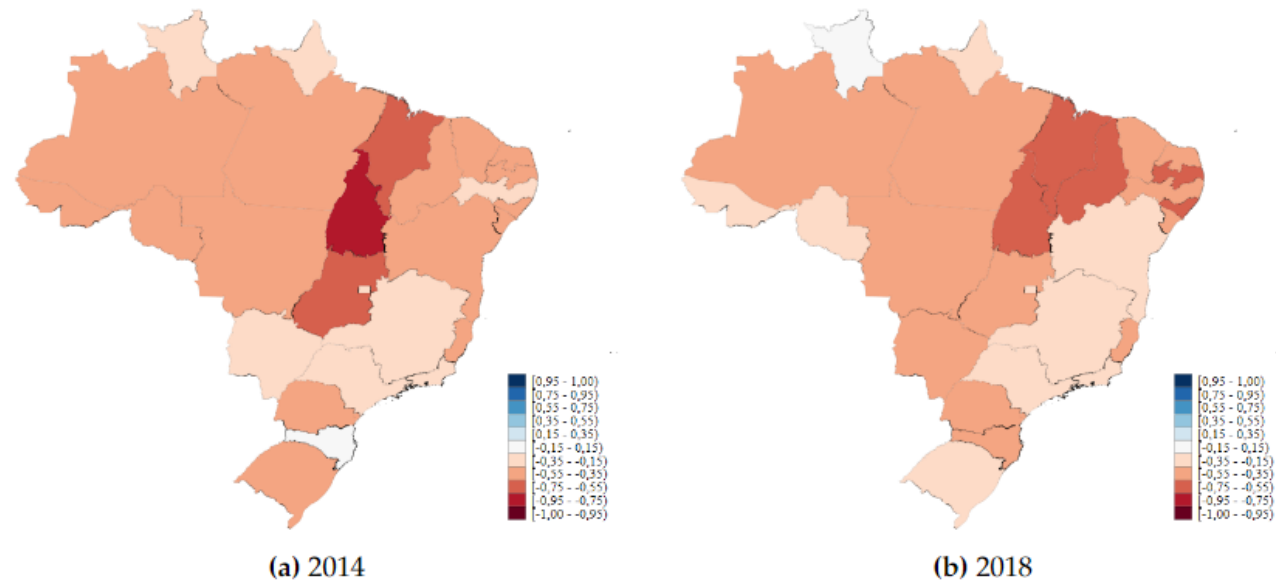 [0,95 - 1,00)
[0,75 - 0,95)
[0,55 - 0,75)
[0,35 - 0,55)
[0,15 - 0,35)
[-0,15 - 0,15)
[-0,35 - -0,15)
[-0,55 - -0,35)
[-0,75 - -0,55)
[-0,95 - -0,75)
[-1,00 - -0,95)
(a) 2014
[0,95 - 1,00)
[0,75 - 0,95)
[0,55 - 0,75)
[0,35 - 0,55)
[0,15 - 0,35)
[-0,15 - 0,15)
[-0,35 - -0,15)
[-0,55 - -0,35)
[-0,75 - -0,55)
[-0,95 - -0,75)
[-1,00 - -0,95)
(b) 2018